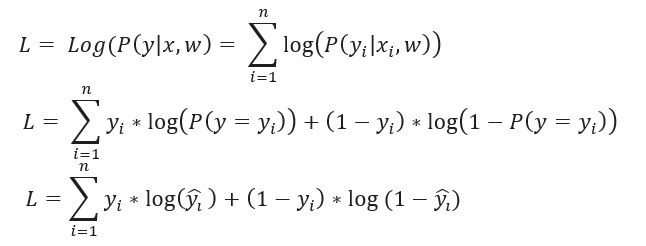 L = Log(P(y|x, w) = ∑_{i=1}^{n} log(P(y_i|x_i, w))
L = ∑_{i=1}^{n} y_i * log(P(y = y_i)) + (1 − y_i) * log(1 − P(y = y_i))
L = ∑_{i=1}^{n} y_i * log(ŷ_i) + (1 − y_i) * log (1 − ŷ_i)